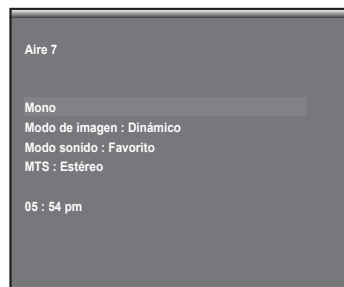 Aire 7
Mono
Modo de imagen : Dinámico
Modo sonido : Favorito
MTS : Estéreo
05 : 54 pm